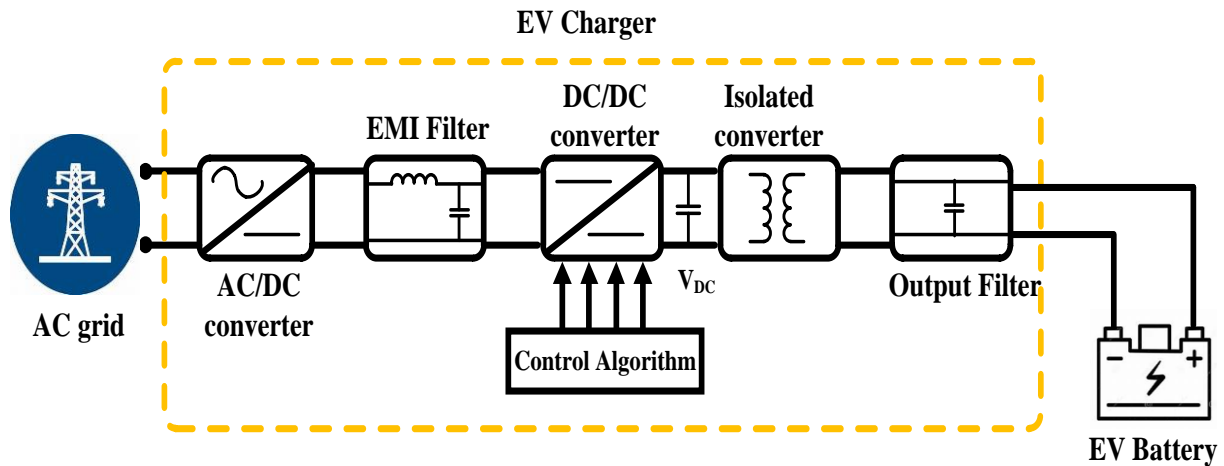 EV Charger
DC/DC
converter
Isolated
converter
EMI Filter
AC/DC
converter
V_DC
Output Filter
AC grid
Control Algorithm
EV Battery